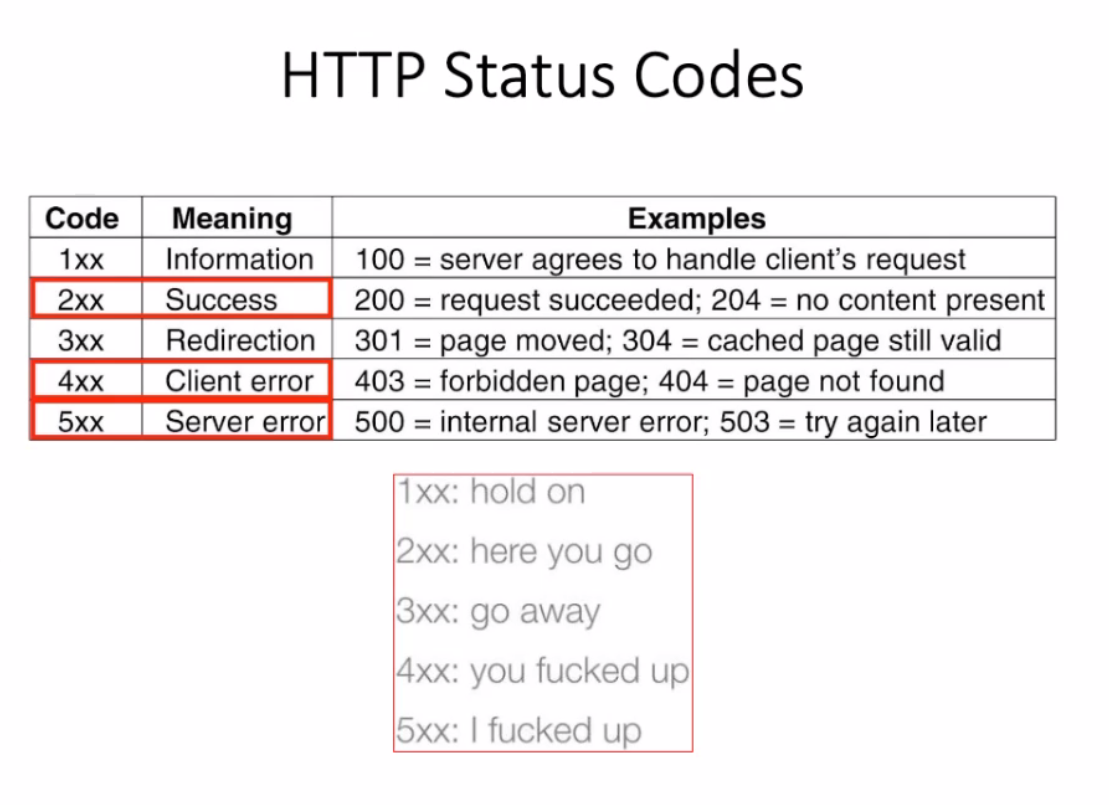 HTTP Status Codes
Code Meaning Examples
1xx Information 100 = server agrees to handle client's request
2xx Success 200 = request succeeded; 204 = no content present
3xx Redirection 301 = page moved; 304 = cached page still valid
4xx Client error 403 = forbidden page; 404 = page not found
5xx Server error 500 = internal server error; 503 = try again later
1xx: hold on
2xx: here you go
3xx: go away
4xx: you fucked up
5xx: I fucked up